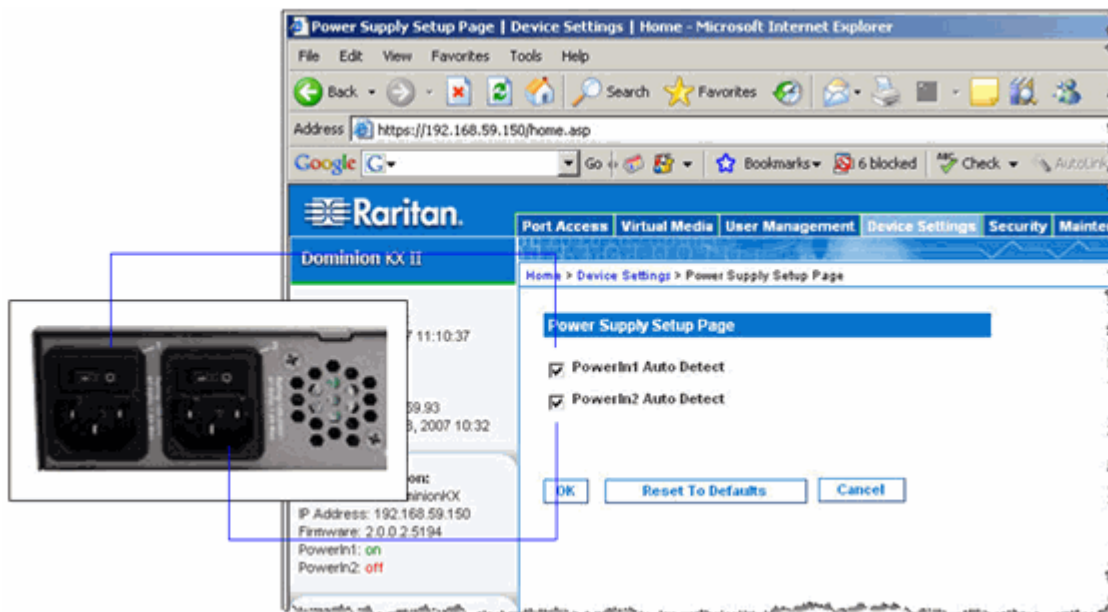 Power Supply Setup Page | Device Settings | Home - Microsoft Internet Explorer
File Edit View Favorites Tools Help
Back Search Favorites
Address https://192.168.59.150/home.asp
Google G Go Bookmarks 6 blocked Check AutoLink
Raritan.
Port Access Virtual Media User Management Device Settings Security Mainte
Dominion KX II
Home > Device Settings > Power Supply Setup Page
Power Supply Setup Page
11:10:37
PowerIn1 Auto Detect
PowerIn2 Auto Detect
59.93
, 2007 10:32
OK Reset To Defaults Cancel
on:
minionKX
IP Address: 192.168.59.150
Firmware: 2.0.0.2.5194
PowerIn1: on
PowerIn2: off